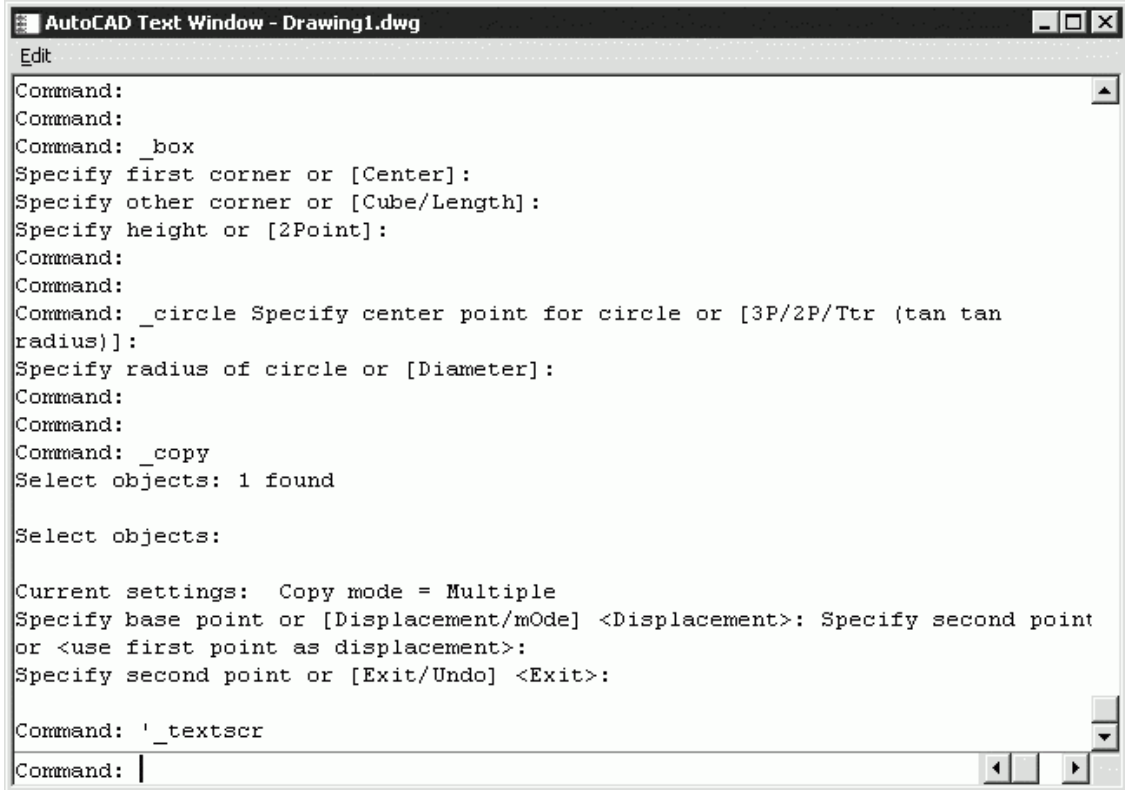 AutoCAD Text Window - Drawing1.dwg
Edit
Command:
Command:
Command: _box
Specify first corner or [Center]:
Specify other corner or [Cube/Length]:
Specify height or [2Point]:
Command:
Command:
Command: _circle Specify center point for circle or [3P/2P/Ttr (tan tan
radius)]:
Specify radius of circle or [Diameter]:
Command:
Command:
Command: _copy
Select objects: 1 found
Select objects:
Current settings:  Copy mode = Multiple
Specify base point or [Displacement/mOde] <Displacement>: Specify second point
or <use first point as displacement>:
Specify second point or [Exit/Undo] <Exit>:
Command: '_textscr
Command: